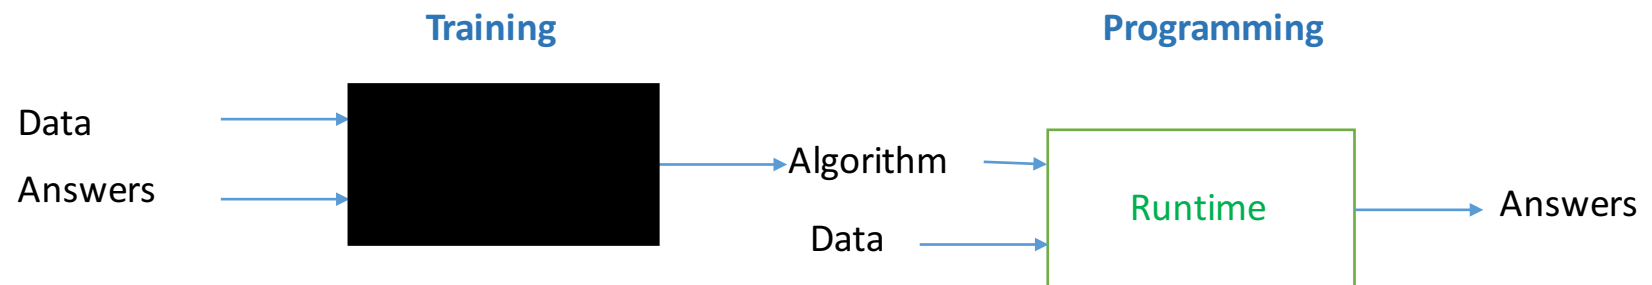 Training
Programming
Data
Answers
Algorithm
Data
Runtime
Answers